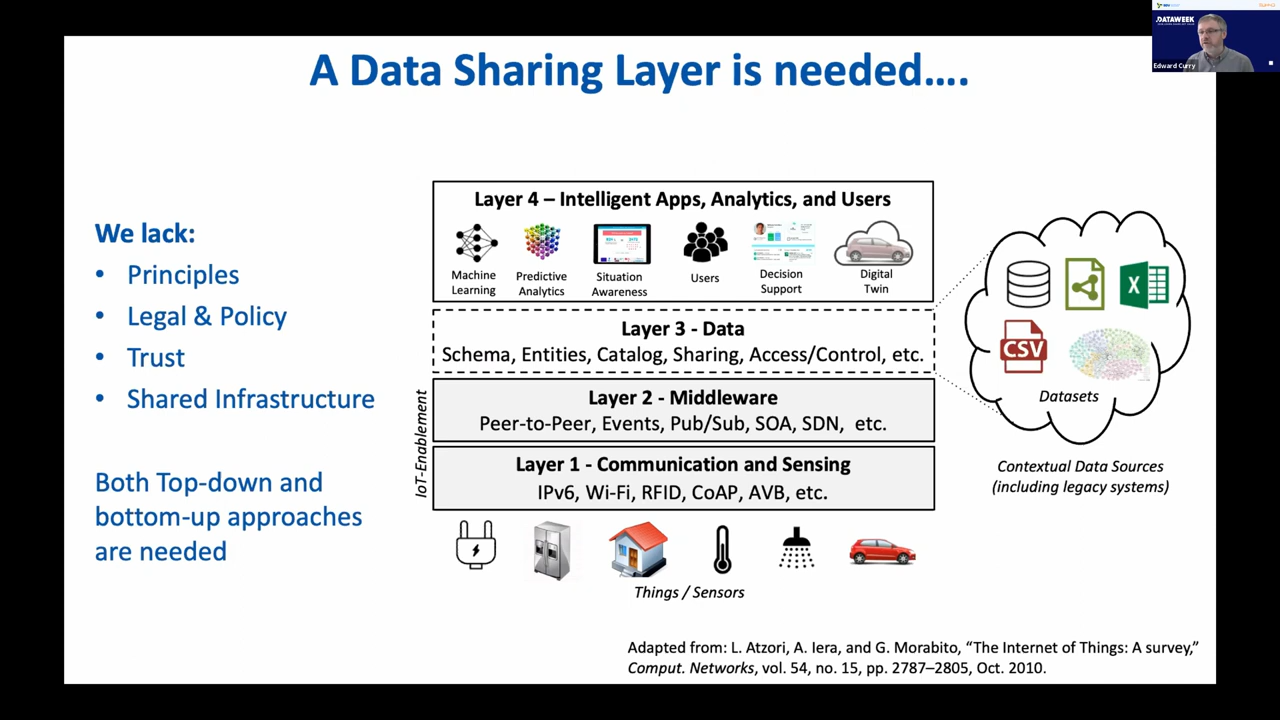 DATAWEEK
Edward Curry
A Data Sharing Layer is needed....
We lack:
• Principles
• Legal & Policy
• Trust
• Shared Infrastructure
Both Top-down and
bottom-up approaches
are needed
Layer 4 – Intelligent Apps, Analytics, and Users
Machine
Learning
Predictive
Analytics
Situation
Awareness
Users
Decision
Support
Digital
Twin
Layer 3 - Data
Schema, Entities, Catalog, Sharing, Access/Control, etc.
IoT-Enablement
Layer 2 - Middleware
Peer-to-Peer, Events, Pub/Sub, SOA, SDN, etc.
Layer 1 - Communication and Sensing
IPv6, Wi-Fi, RFID, CoAP, AVB, etc.
Things / Sensors
X
CSV
Datasets
Contextual Data Sources
(including legacy systems)
Adapted from: L. Atzori, A. Iera, and G. Morabito, “The Internet of Things: A survey,”
Comput. Networks, vol. 54, no. 15, pp. 2787–2805, Oct. 2010.